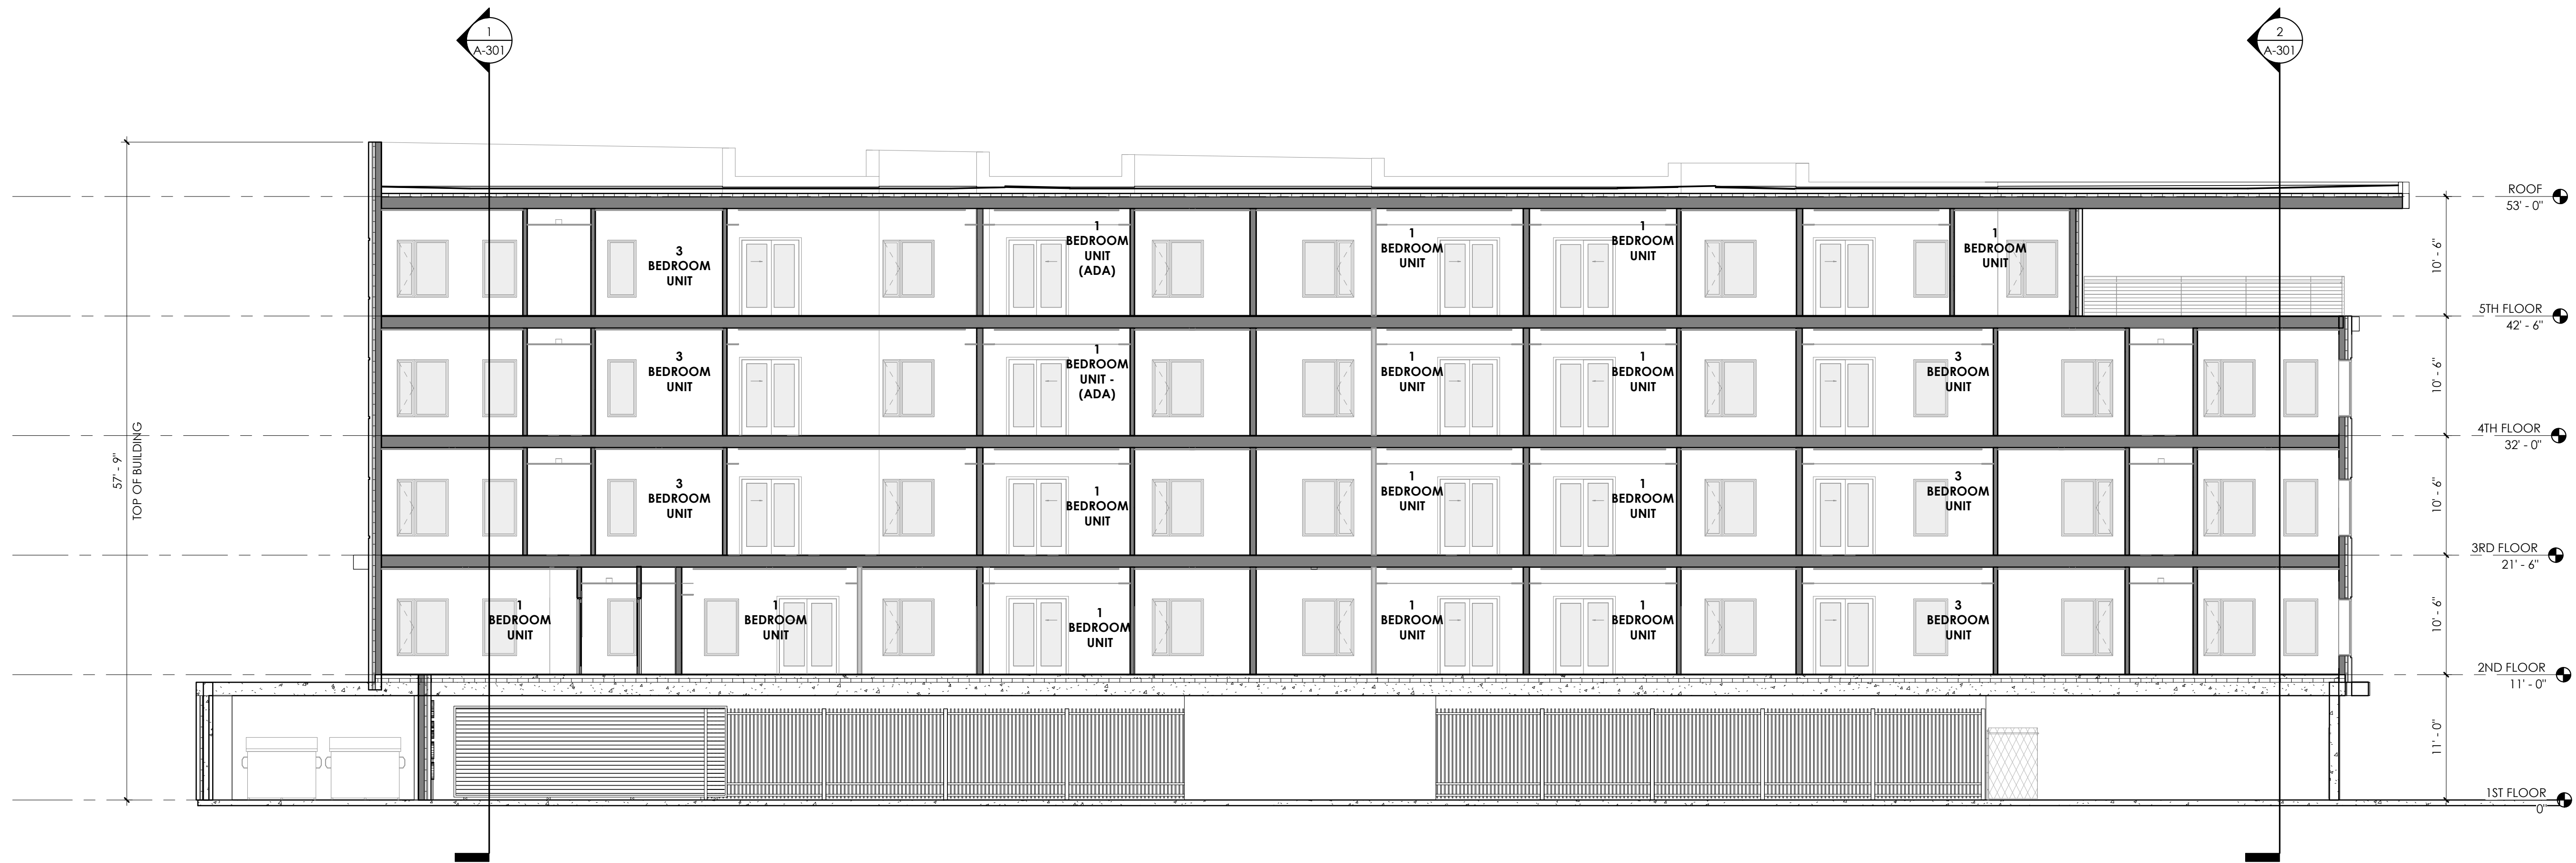 1
A-301
2
A-301
ROOF
53' - 0"
10' - 6"
3
BEDROOM
UNIT
1
BEDROOM
UNIT
(ADA)
1
BEDROOM
UNIT
1
BEDROOM
UNIT
1
BEDROOM
UNIT
5TH FLOOR
42' - 6"
10' - 6"
3
BEDROOM
UNIT
1
BEDROOM
UNIT -
(ADA)
1
BEDROOM
UNIT
1
BEDROOM
UNIT
3
BEDROOM
UNIT
4TH FLOOR
32' - 0"
57' - 9"
TOP OF BUILDING
10' - 6"
3
BEDROOM
UNIT
1
BEDROOM
UNIT
1
BEDROOM
UNIT
1
BEDROOM
UNIT
3
BEDROOM
UNIT
3RD FLOOR
21' - 6"
10' - 6"
1
BEDROOM
UNIT
1
BEDROOM
UNIT
1
BEDROOM
UNIT
1
BEDROOM
UNIT
1
BEDROOM
UNIT
3
BEDROOM
UNIT
2ND FLOOR
11' - 0"
11' - 0"
1ST FLOOR
0"